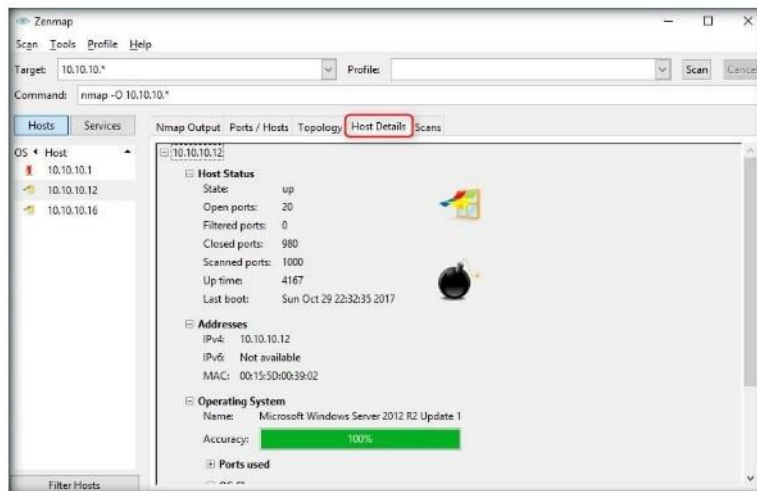 Zenmap
Scan Tools Profile Help
Target: 10.10.10.* Profile: Scan Cancel
Command: nmap -O 10.10.10.*
Hosts Services
Nmap Output Ports / Hosts Topology Host Details Scans
OS Host
10.10.10.1
10.10.10.12
10.10.10.16
10.10.10.12
Host Status
State: up
Open ports: 20
Filtered ports: 0
Closed ports: 980
Scanned ports: 1000
Up time: 4167
Last boot: Sun Oct 29 22:32:35 2017
Addresses
IPv4: 10.10.10.12
IPv6: Not available
MAC: 00:15:5D:00:39:02
Operating System
Name: Microsoft Windows Server 2012 R2 Update 1
Accuracy: 100%
Ports used
Filter Hosts